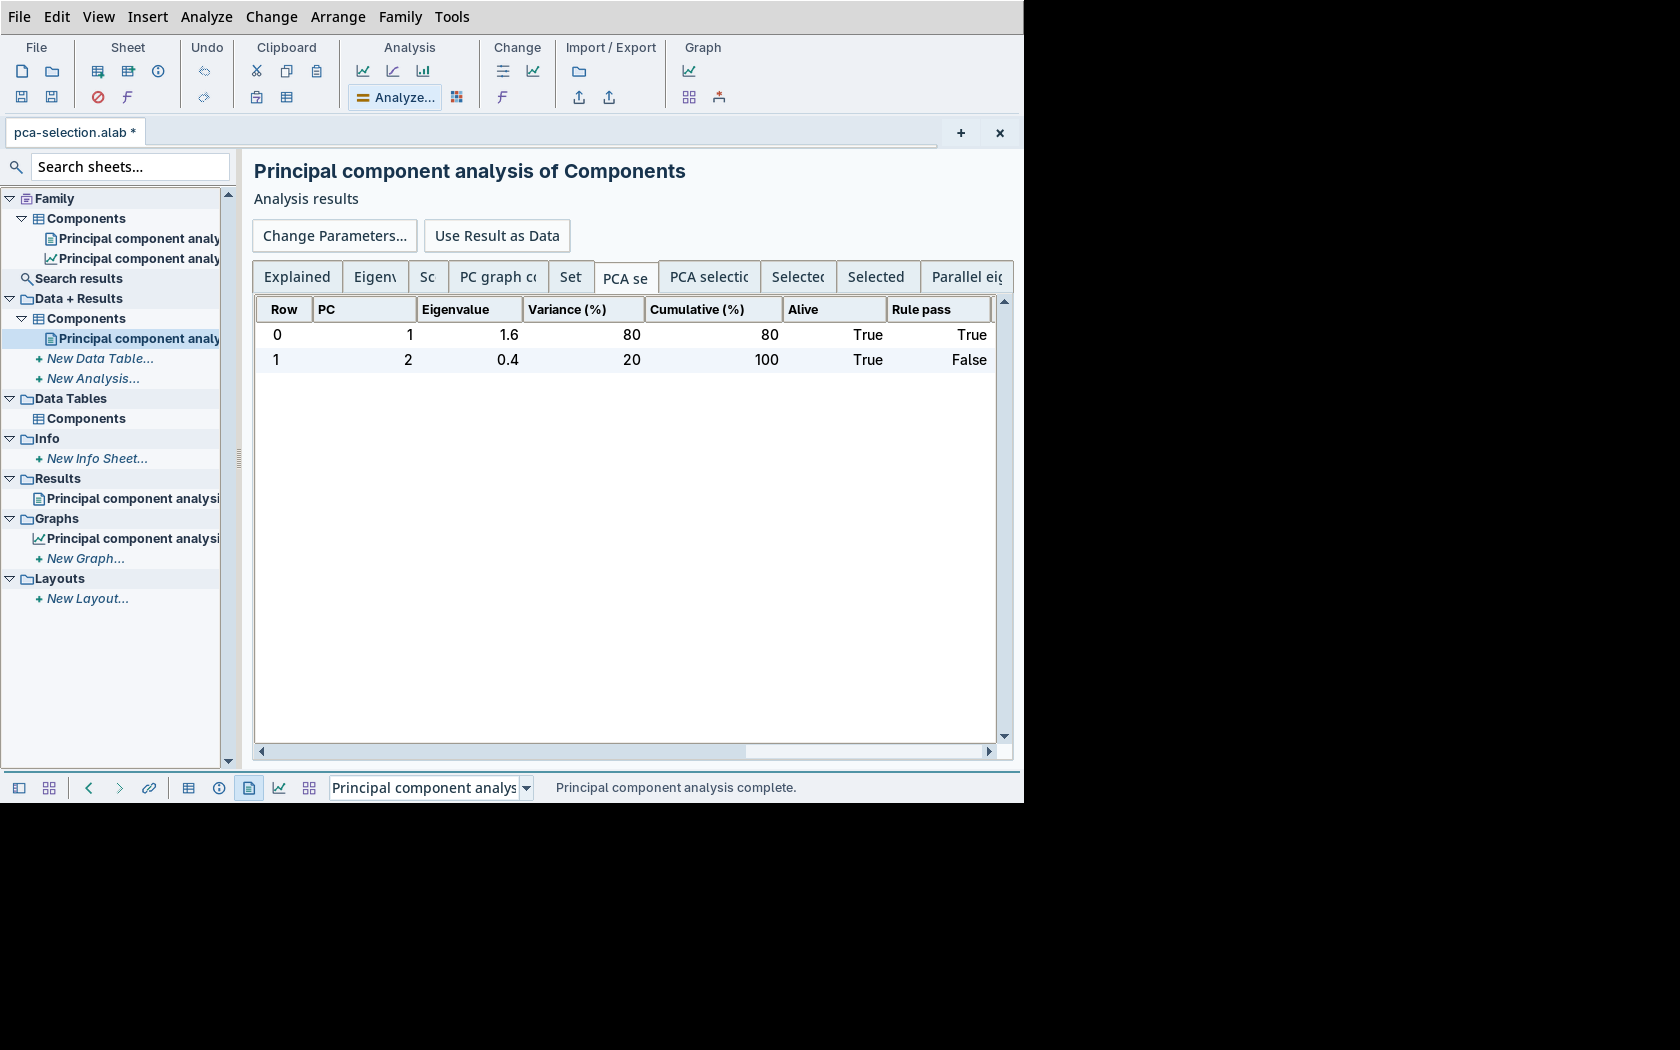 File Edit View Insert Analyze Change Arrange Family Tools
File Sheet Undo Clipboard Analysis Change Import / Export Graph
Analyze...
pca-selection.alab *
Search sheets...
Family
Components
Principal component analy
Principal component analy
Search results
Data + Results
Components
Principal component analy
New Data Table...
New Analysis...
Data Tables
Components
Info
New Info Sheet...
Results
Principal component analysi
Graphs
Principal component analysi
New Graph...
Layouts
New Layout...
Principal component analysis of Components
Analysis results
Change Parameters... Use Result as Data
Explained Eigenv Sc PC graph co Set PCA se PCA selectic Selected Selected Parallel eig
Row PC Eigenvalue Variance (%) Cumulative (%) Alive Rule pass
0 1 1.6 80 80 True True
1 2 0.4 20 100 True False
Principal component analys Principal component analysis complete.